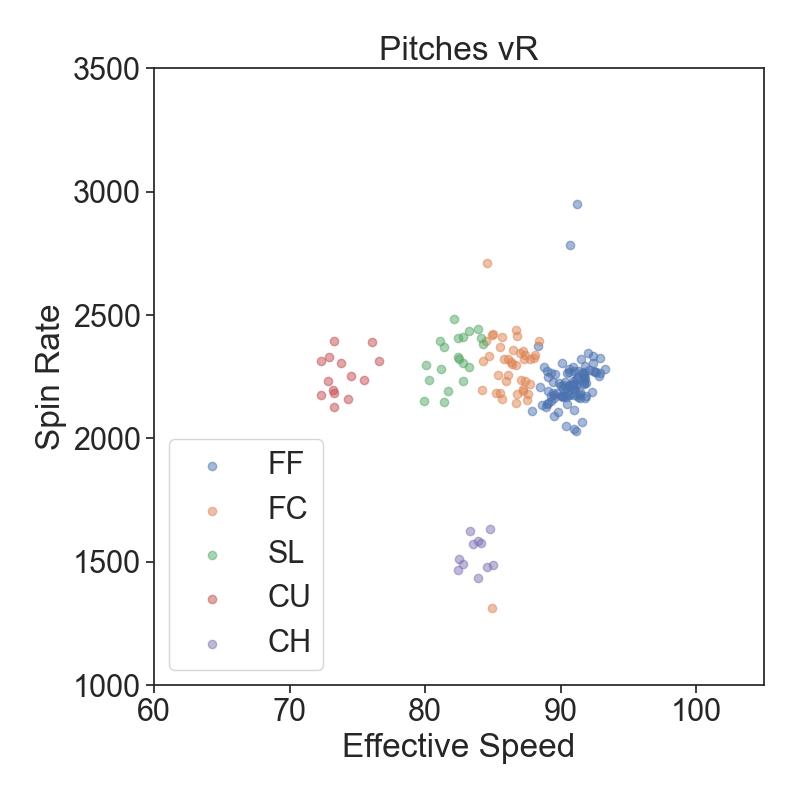 Pitches vR
3500
3000
2500
2000
1500
1000
Spin Rate
FF
FC
SL
CU
CH
60 70 80 90 100
Effective Speed